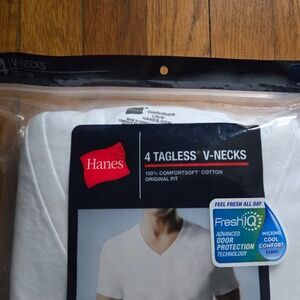 4 V-NECKS
Hanes
4 TAGLESS® V-NECKS
100% COMFORTSOFT® COTTON
ORIGINAL FIT
FEEL FRESH ALL DAY
FreshIQ
ADVANCED
ODOR
PROTECTION
TECHNOLOGY
WICKING
COOL
COMFORT
FABRIC